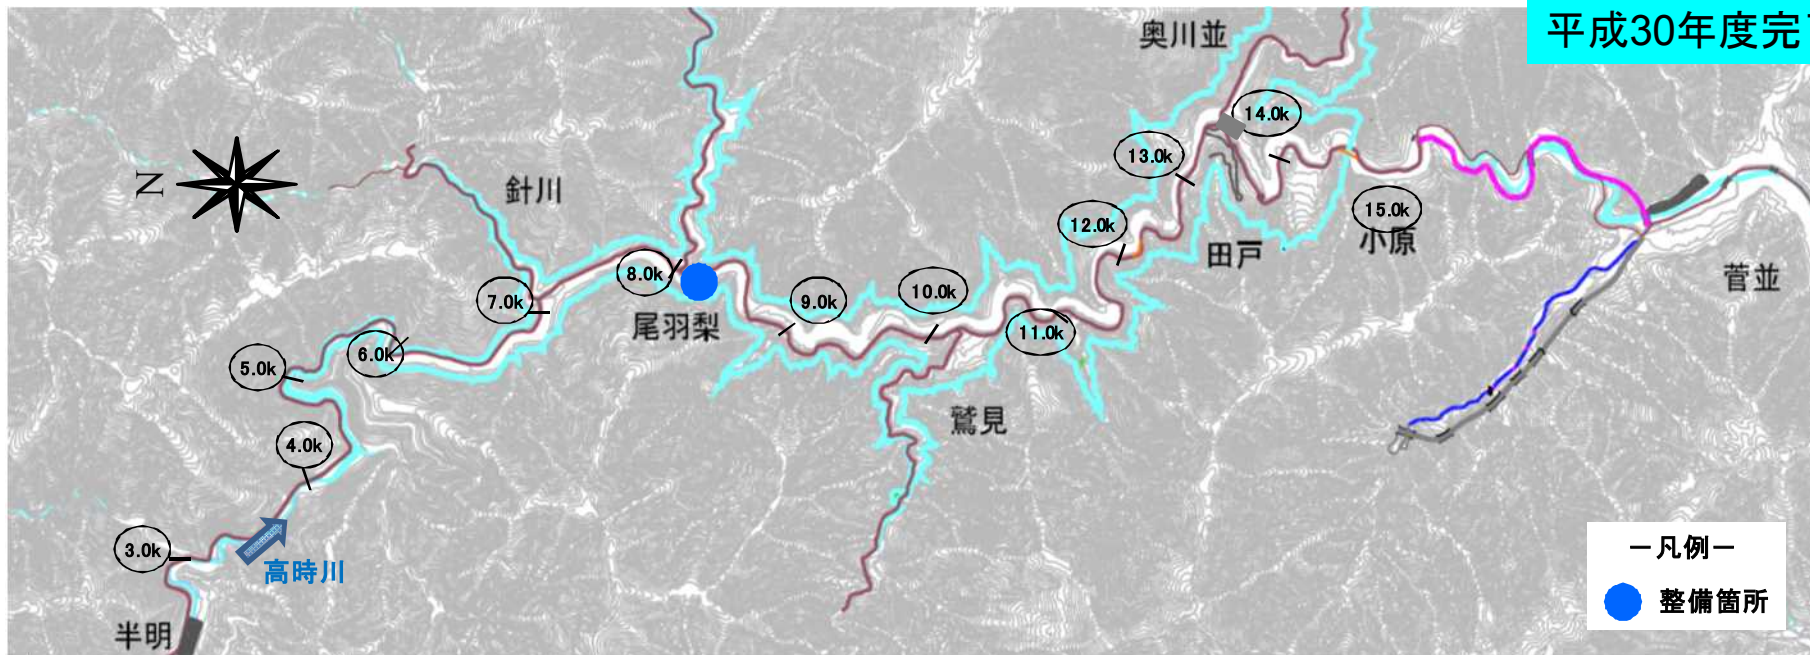 平成30年度完
奥川並
14.0k
13.0k
N
針川
15.0k
12.0k
小原
田戸
8.0k
菅並
10.0k
7.0k
9.0k
尾羽梨
11.0k
6.0k
5.0k
鷲見
4.0k
3.0k
高時川
半明
－凡例－
整備箇所